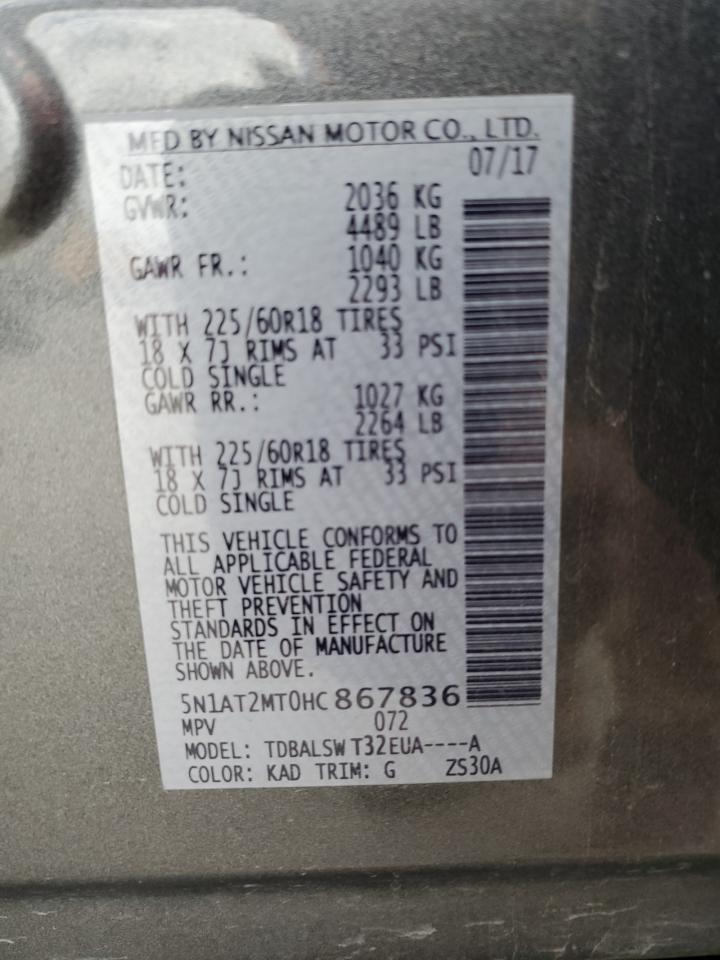 MFD BY NISSAN MOTOR CO., LTD.
DATE: 07/17
GVWR: 2036 KG
4489 LB
GAWR FR.: 1040 KG
2293 LB
WITH 225/60R18 TIRES
18 X 7J RIMS AT 33 PSI
COLD SINGLE
GAWR RR.: 1027 KG
2264 LB
WITH 225/60R18 TIRES
18 X 7J RIMS AT 33 PSI
COLD SINGLE
THIS VEHICLE CONFORMS TO
ALL APPLICABLE FEDERAL
MOTOR VEHICLE SAFETY AND
THEFT PREVENTION
STANDARDS IN EFFECT ON
THE DATE OF MANUFACTURE
SHOWN ABOVE.
5N1AT2MT0HC867836
MPV 072
MODEL: TDBALSWT32EUA----A
COLOR: KAD TRIM: G ZS30A